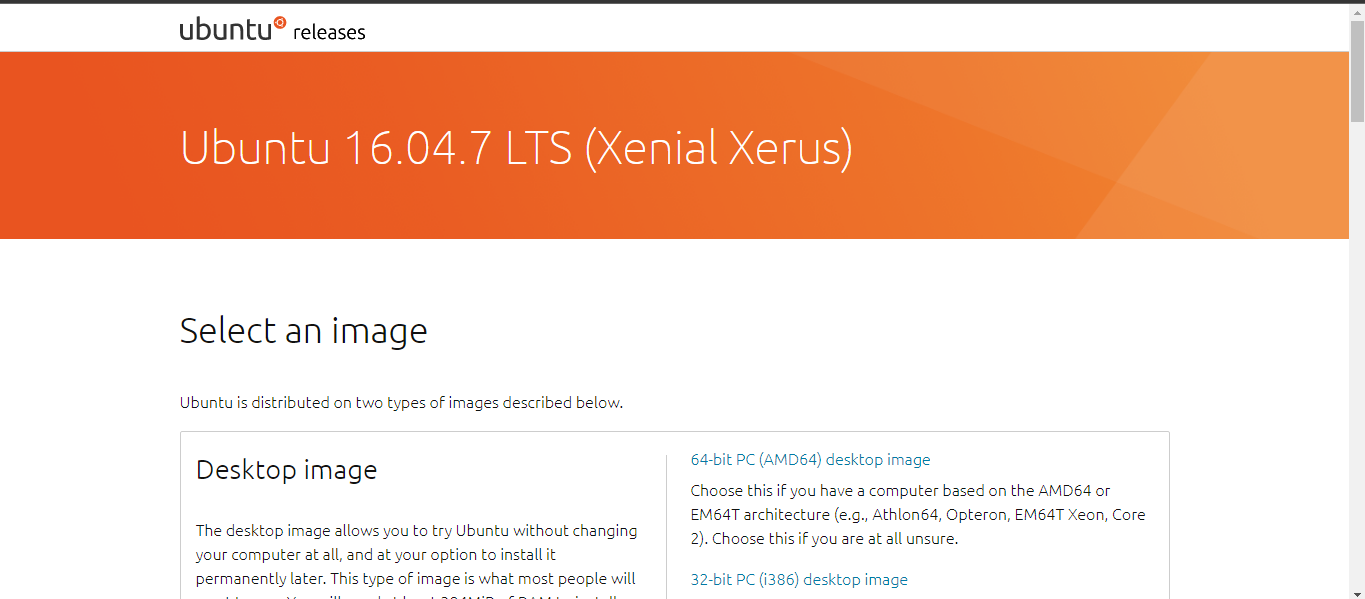 ubuntu releases
Ubuntu 16.04.7 LTS (Xenial Xerus)
Select an image
Ubuntu is distributed on two types of images described below.
Desktop image
The desktop image allows you to try Ubuntu without changing
your computer at all, and at your option to install it
permanently later. This type of image is what most people will
64-bit PC (AMD64) desktop image
Choose this if you have a computer based on the AMD64 or
EM64T architecture (e.g., Athlon64, Opteron, EM64T Xeon, Core
2). Choose this if you are at all unsure.
32-bit PC (i386) desktop image